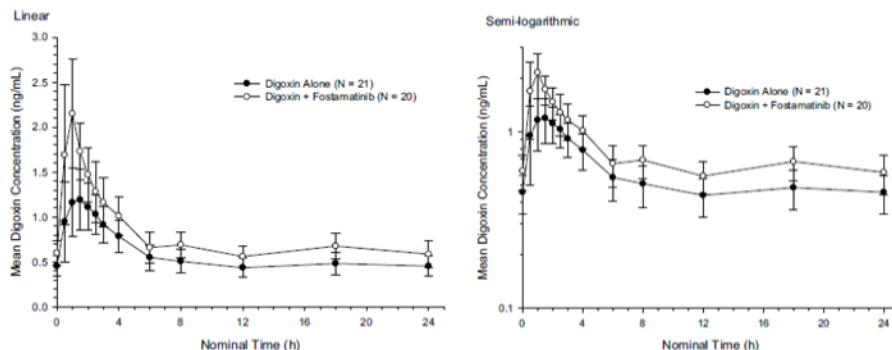 Linear
3.0
2.5
2.0
1.5
1.0
0.5
0.0
Mean Digoxin Concentration (ng/mL)
Digoxin Alone (N = 21)
Digoxin + Fostamatinib (N = 20)
0 4 8 12 16 20 24
Nominal Time (h)
Semi-logarithmic
1
0.1
Mean Digoxin Concentration (ng/mL)
Digoxin Alone (N = 21)
Digoxin + Fostamatinib (N = 20)
0 4 8 12 16 20 24
Nominal Time (h)